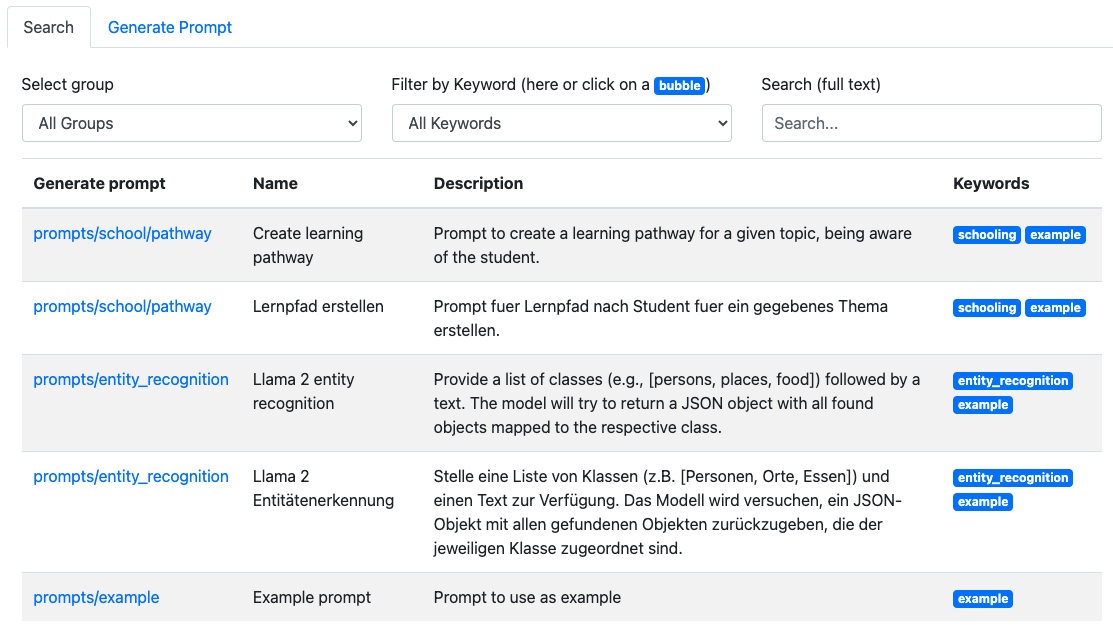 Search Generate Prompt
Select group Filter by Keyword (here or click on a bubble) Search (full text)
All Groups All Keywords Search...
Generate prompt Name Description Keywords
prompts/school/pathway Create learning Prompt to create a learning pathway for a given topic, being aware schooling example
pathway of the student.
prompts/school/pathway Lernpfad erstellen Prompt fuer Lernpfad nach Student fuer ein gegebenes Thema schooling example
erstellen.
prompts/entity_recognition Llama 2 entity Provide a list of classes (e.g., [persons, places, food]) followed by a entity_recognition
recognition text. The model will try to return a JSON object with all found example
objects mapped to the respective class.
prompts/entity_recognition Llama 2 Stelle eine Liste von Klassen (z.B. [Personen, Orte, Essen]) und entity_recognition
Entitätenerkennung einen Text zur Verfügung. Das Modell wird versuchen, ein JSON- example
Objekt mit allen gefundenen Objekten zurückzugeben, die der
jeweiligen Klasse zugeordnet sind.
prompts/example Example prompt Prompt to use as example example